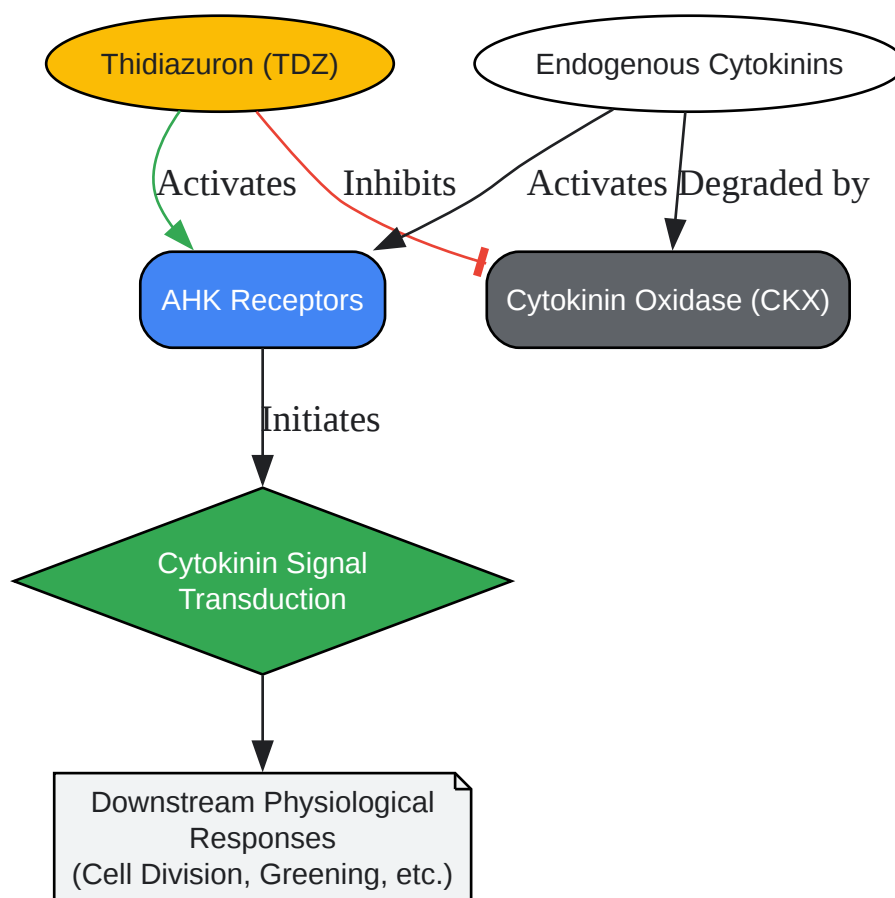 Thidiazuron (TDZ)
Endogenous Cytokinins
Activates
Inhibits
Activates
Degraded by
AHK Receptors
Cytokinin Oxidase (CKX)
Initiates
Cytokinin Signal
Transduction
Downstream Physiological
Responses
(Cell Division, Greening, etc.)